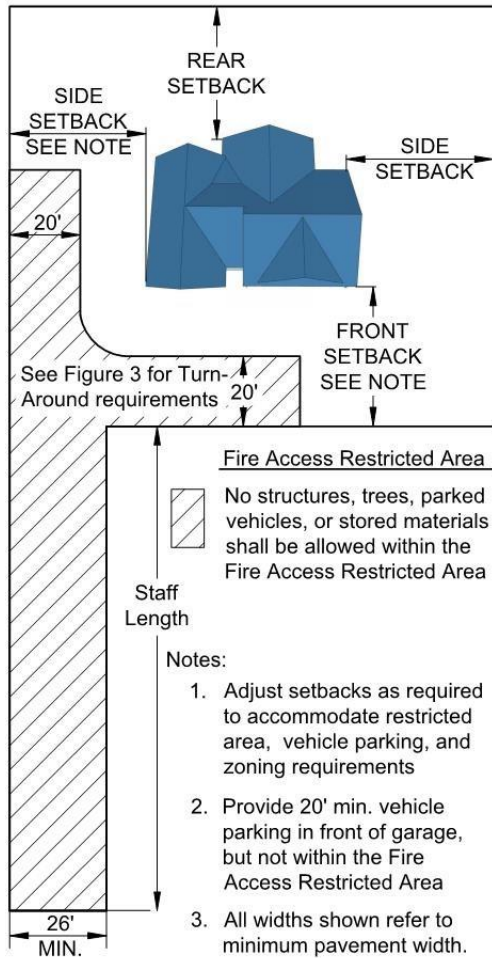 REAR
SETBACK
SIDE
SETBACK
SEE NOTE
SIDE
SETBACK
20'
FRONT
SETBACK
SEE NOTE
See Figure 3 for Turn-
Around requirements
20'
Fire Access Restricted Area
No structures, trees, parked
vehicles, or stored materials
shall be allowed within the
Fire Access Restricted Area
Staff
Length
Notes:
1. Adjust setbacks as required
to accommodate restricted
area, vehicle parking, and
zoning requirements
2. Provide 20' min. vehicle
parking in front of garage,
but not within the Fire
Access Restricted Area
3. All widths shown refer to
minimum pavement width.
26'
MIN.